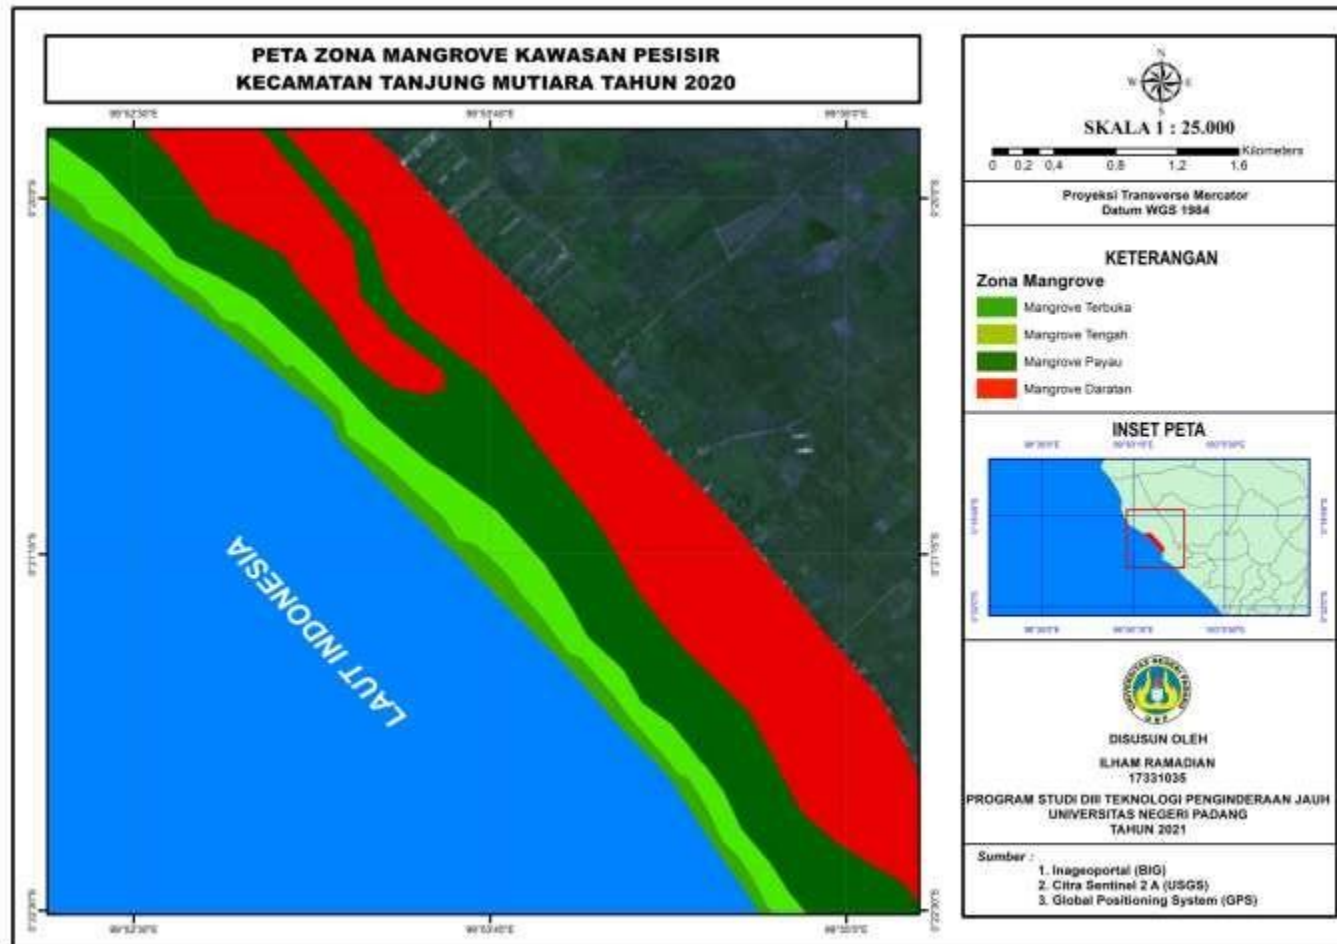 PETA ZONA MANGROVE KAWASAN PESISIR
KECAMATAN TANJUNG MUTIARA TAHUN 2020
LAUT INDONESIA
N
W E
S
SKALA 1 : 25.000
0 0.2 0.4 0.8 1.2 1.6 Kilometers
Proyeksi Transverse Mercator
Datum WGS 1984
KETERANGAN
Zona Mangrove
Mangrove Terbuka
Mangrove Tengah
Mangrove Payau
Mangrove Daratan
INSET PETA
UNIVERSITAS NEGERI PADANG
UNP
DISUSUN OLEH
ILHAM RAMADIAN
17331035
PROGRAM STUDI DIII TEKNOLOGI PENGINDERAAN JAUH
UNIVERSITAS NEGERI PADANG
TAHUN 2021
Sumber :
1. Inageoportal (BIG)
2. Citra Sentinel 2 A (USGS)
3. Global Positioning System (GPS)